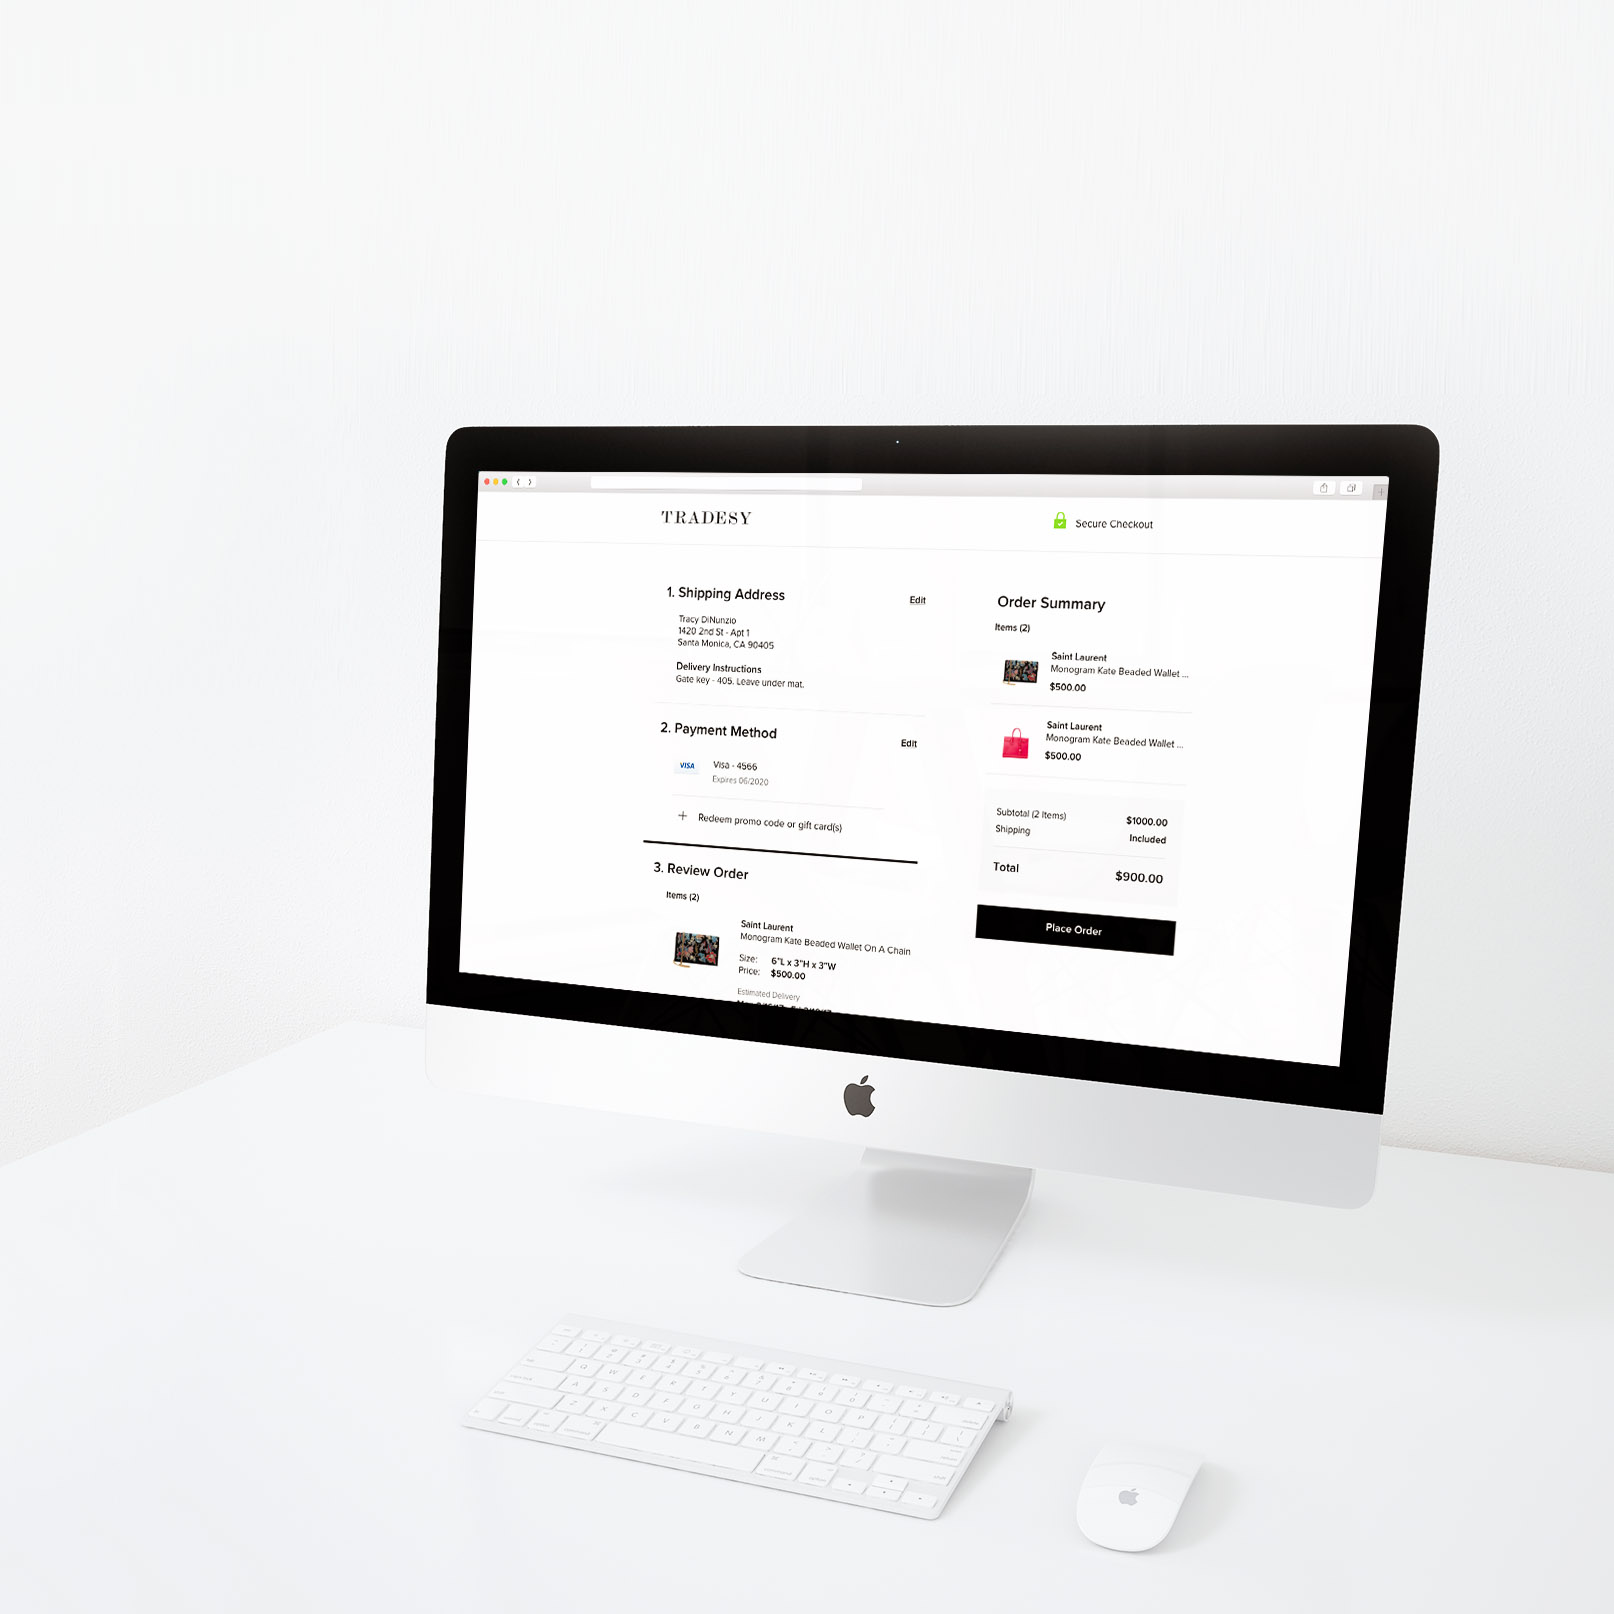 TRADESY
Secure Checkout
1. Shipping Address
Edit
Tracy DiNunzio
1420 2nd St - Apt 1
Santa Monica, CA 90405
Delivery Instructions
Gate key - 405. Leave under mat.
2. Payment Method
Edit
VISA
Visa - 4566
Expires 06/2020
+ Redeem promo code or gift card(s)
3. Review Order
Items (2)
Saint Laurent
Monogram Kate Beaded Wallet On A Chain
Size: 6"L x 3"H x 3"W
Price: $500.00
Estimated Delivery
Order Summary
Items (2)
Saint Laurent
Monogram Kate Beaded Wallet ...
$500.00
Saint Laurent
Monogram Kate Beaded Wallet ...
$500.00
Subtotal (2 Items) $1000.00
Shipping Included
Total $900.00
Place Order
Q W E R T Y U I O P
A S D F G H J K L
Z X C V B N M